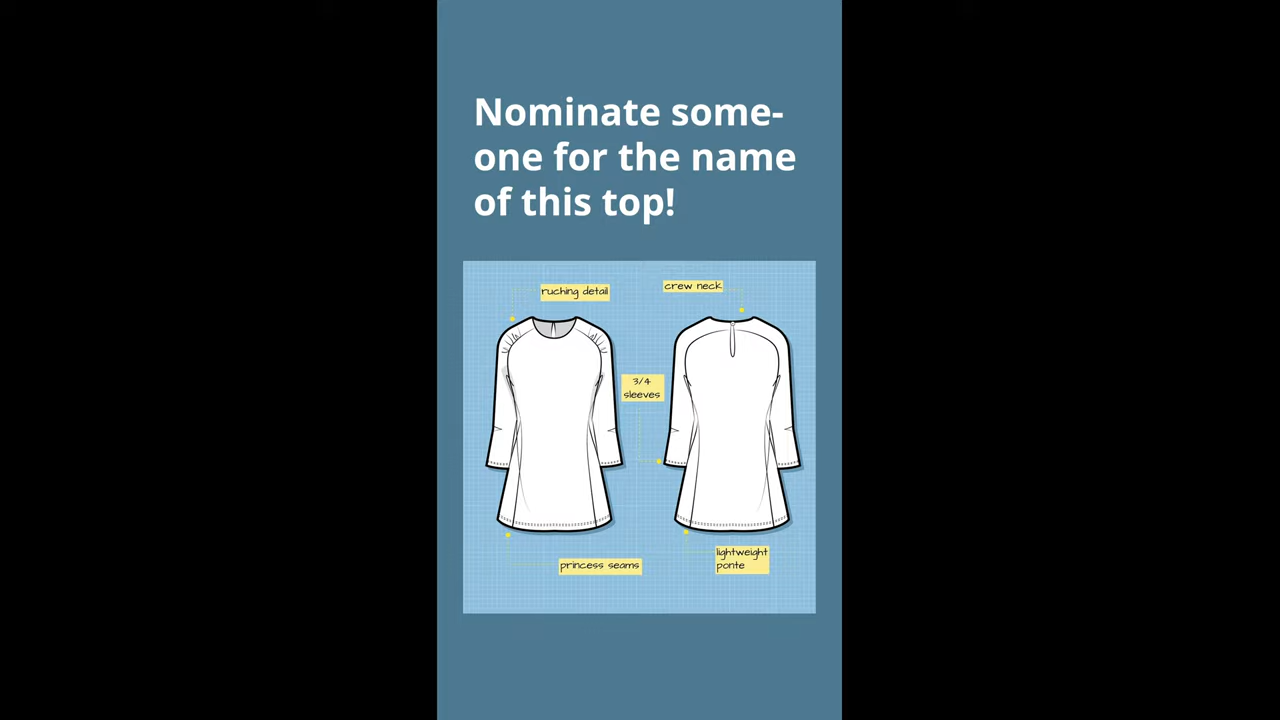 Nominate some-
one for the name
of this top!
ruching detail
crew neck
3/4
sleeves
princess seams
lightweight
ponte